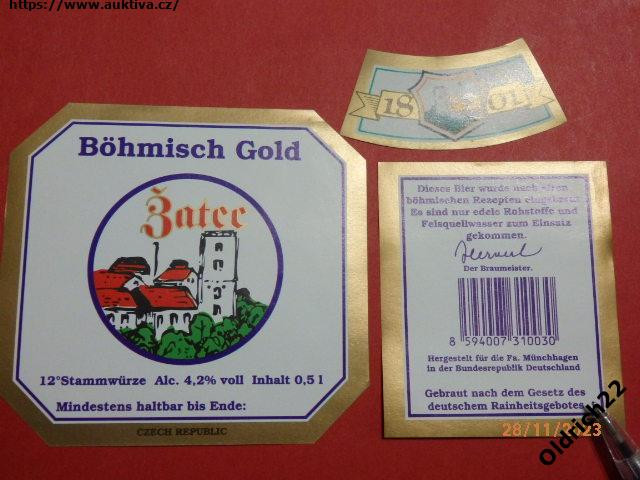 https://www.auktiva.cz/
1801
Böhmisch Gold
Žatec
12°Stammwürze Alc. 4,2% voll Inhalt 0,5 l
Mindestens haltbar bis Ende:
CZECH REPUBLIC
Dieses Bier wurde nach alten
böhmischen Rezepten eingebraut
Es sind nur edele Rohstoffe und
Felsquellwasser zum Einsatz
gekommen.
Der Braumeister.
8 594007 310030
Hergestellt für die Fa. Münchhagen
in der Bundesrepublik Deutschland
Gebraut nach dem Gesetz des
deutschem Rainheitsgebotes.
28/11/2023
Oldrich22